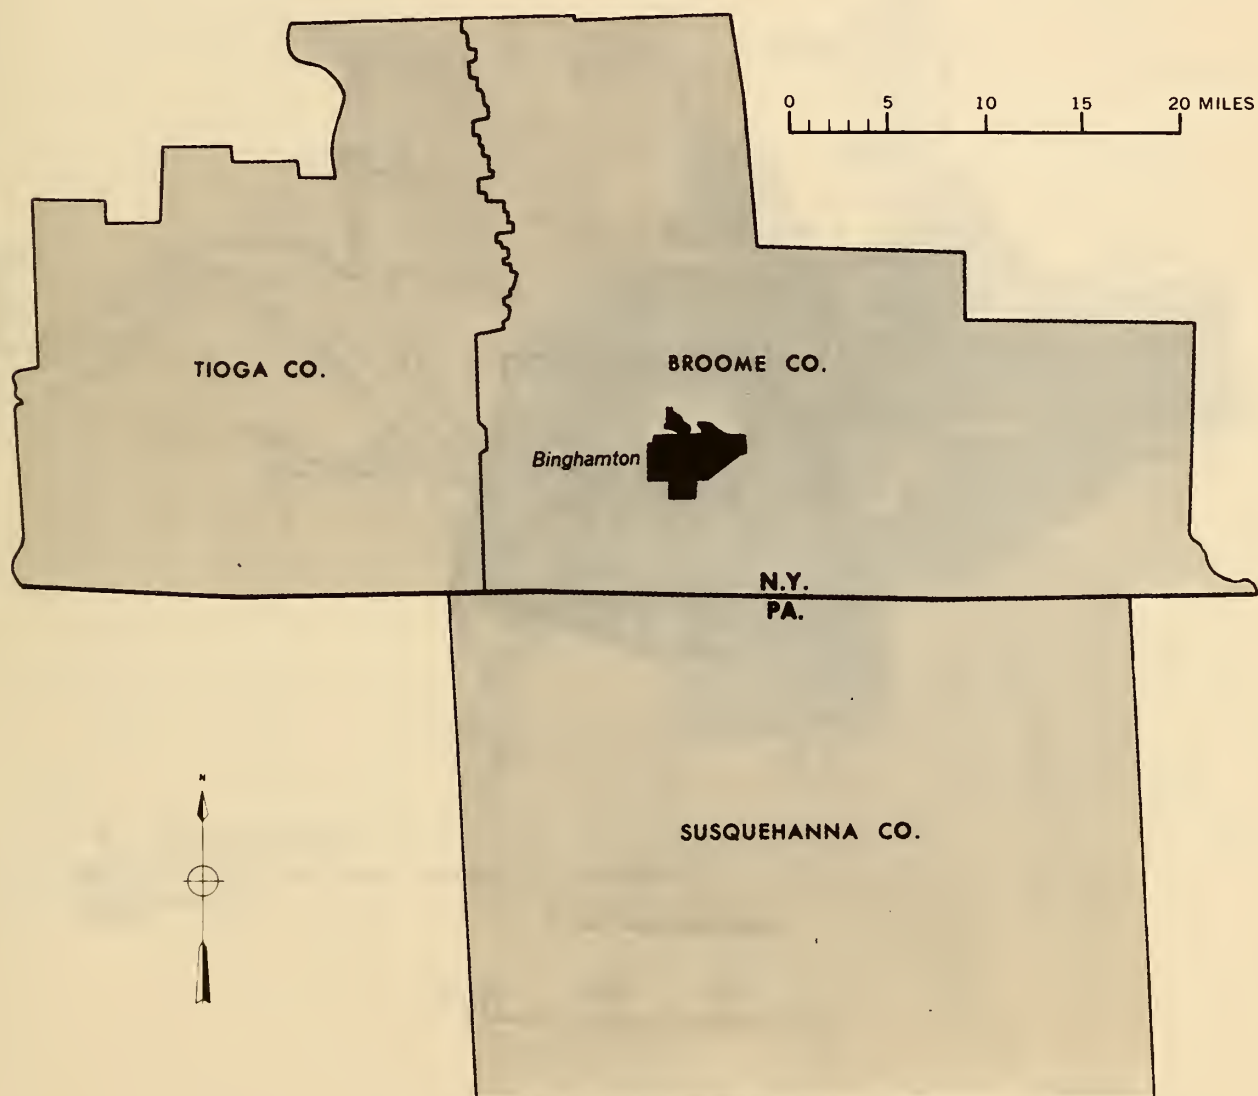 0 5 10 15 20 MILES
TIOGA CO.
BROOME CO.
Binghamton
N.Y.
PA.
N
SUSQUEHANNA CO.